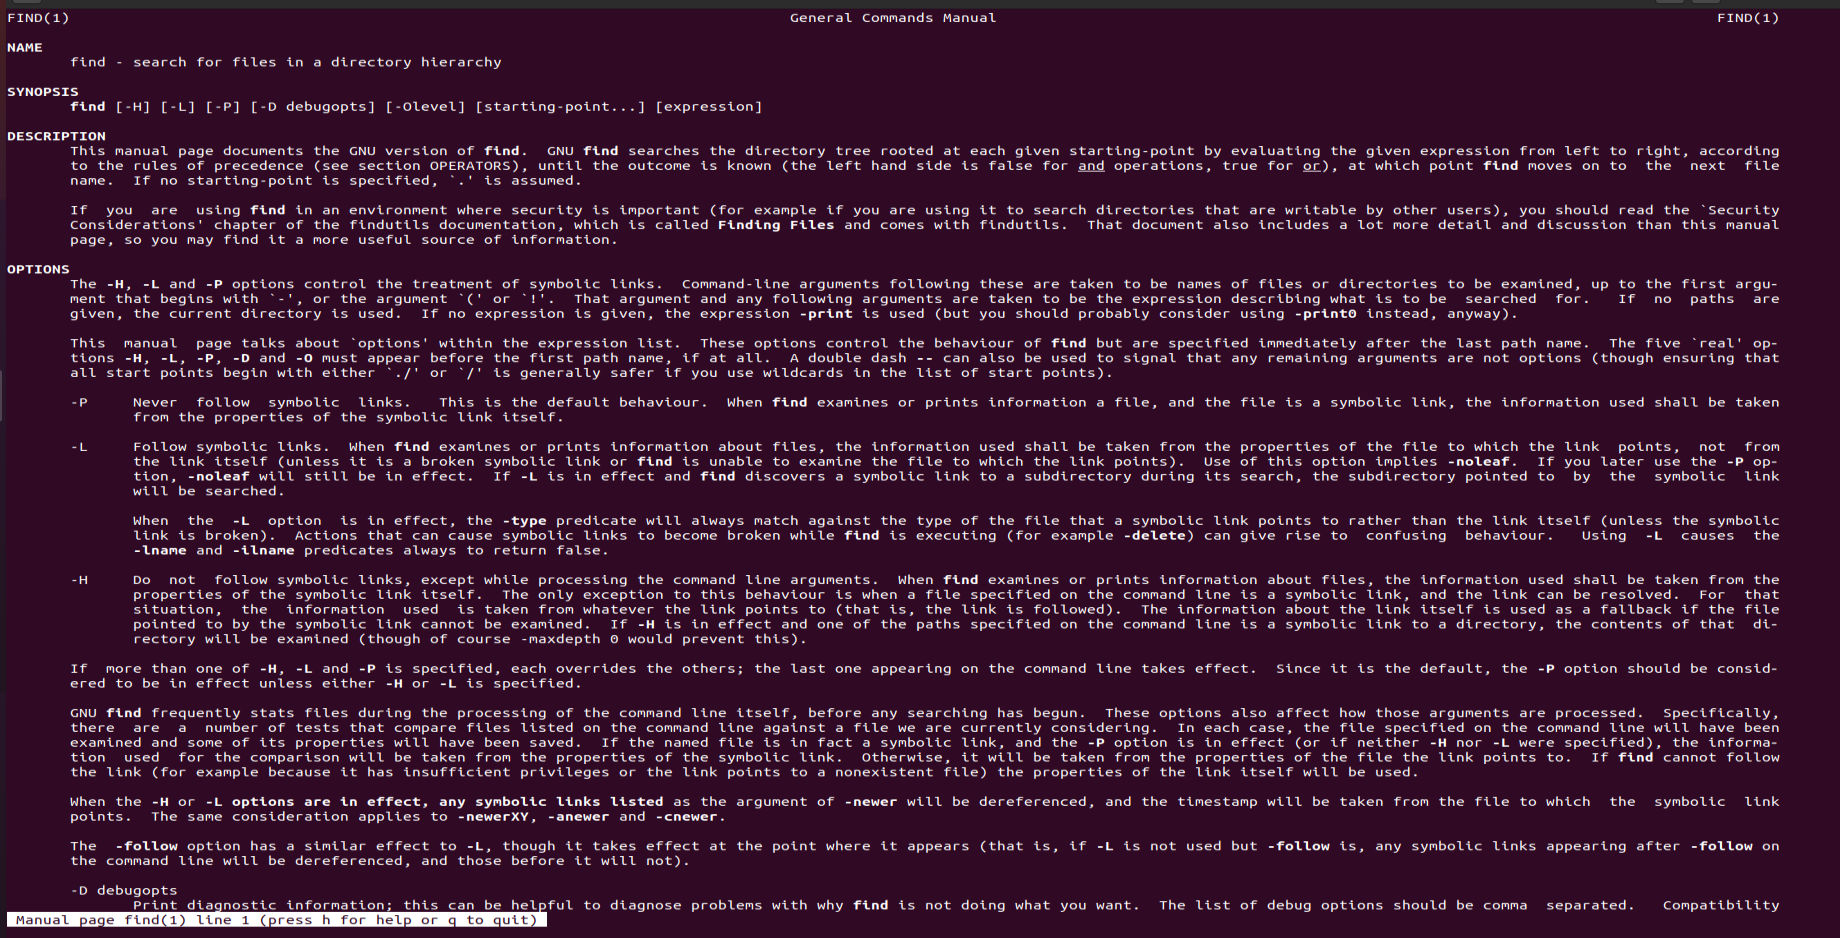 FIND(1) General Commands Manual FIND(1)
NAME
find - search for files in a directory hierarchy
SYNOPSIS
find [-H] [-L] [-P] [-D debugopts] [-Olevel] [starting-point...] [expression]
DESCRIPTION
This manual page documents the GNU version of find. GNU find searches the directory tree rooted at each given starting-point by evaluating the given expression from left to right, according
to the rules of precedence (see section OPERATORS), until the outcome is known (the left hand side is false for and operations, true for or), at which point find moves on to the next file
name. If no starting-point is specified, `.' is assumed.
If you are using find in an environment where security is important (for example if you are using it to search directories that are writable by other users), you should read the `Security
Considerations' chapter of the findutils documentation, which is called Finding Files and comes with findutils. That document also includes a lot more detail and discussion than this manual
page, so you may find it a more useful source of information.
OPTIONS
The -H, -L and -P options control the treatment of symbolic links. Command-line arguments following these are taken to be names of files or directories to be examined, up to the first argu-
ment that begins with `-', or the argument `(' or `!'. That argument and any following arguments are taken to be the expression describing what is to be searched for. If no paths are
given, the current directory is used. If no expression is given, the expression -print is used (but you should probably consider using -print0 instead, anyway).
This manual page talks about `options' within the expression list. These options control the behaviour of find but are specified immediately after the last path name. The five `real' op-
tions -H, -L, -P, -D and -O must appear before the first path name, if at all. A double dash -- can also be used to signal that any remaining arguments are not options (though ensuring that
all start points begin with either `./' or `/' is generally safer if you use wildcards in the list of start points).
-P Never follow symbolic links. This is the default behaviour. When find examines or prints information a file, and the file is a symbolic link, the information used shall be taken
from the properties of the symbolic link itself.
-L Follow symbolic links. When find examines or prints information about files, the information used shall be taken from the properties of the file to which the link points, not from
the link itself (unless it is a broken symbolic link or find is unable to examine the file to which the link points). Use of this option implies -noleaf. If you later use the -P op-
tion, -noleaf will still be in effect. If -L is in effect and find discovers a symbolic link to a subdirectory during its search, the subdirectory pointed to by the symbolic link
will be searched.
When the -L option is in effect, the -type predicate will always match against the type of the file that a symbolic link points to rather than the link itself (unless the symbolic
link is broken). Actions that can cause symbolic links to become broken while find is executing (for example -delete) can give rise to confusing behaviour. Using -L causes the
-lname and -ilname predicates always to return false.
-H Do not follow symbolic links, except while processing the command line arguments. When find examines or prints information about files, the information used shall be taken from the
properties of the symbolic link itself. The only exception to this behaviour is when a file specified on the command line is a symbolic link, and the link can be resolved. For that
situation, the information used is taken from whatever the link points to (that is, the link is followed). The information about the link itself is used as a fallback if the file
pointed to by the symbolic link cannot be examined. If -H is in effect and one of the paths specified on the command line is a symbolic link to a directory, the contents of that di-
rectory will be examined (though of course -maxdepth 0 would prevent this).
If more than one of -H, -L and -P is specified, each overrides the others; the last one appearing on the command line takes effect. Since it is the default, the -P option should be consid-
ered to be in effect unless either -H or -L is specified.
GNU find frequently stats files during the processing of the command line itself, before any searching has begun. These options also affect how those arguments are processed. Specifically,
there are a number of tests that compare files listed on the command line against a file we are currently considering. In each case, the file specified on the command line will have been
examined and some of its properties will have been saved. If the named file is in fact a symbolic link, and the -P option is in effect (or if neither -H nor -L were specified), the informa-
tion used for the comparison will be taken from the properties of the symbolic link. Otherwise, it will be taken from the properties of the file the link points to. If find cannot follow
the link (for example because it has insufficient privileges or the link points to a nonexistent file) the properties of the link itself will be used.
When the -H or -L options are in effect, any symbolic links listed as the argument of -newer will be dereferenced, and the timestamp will be taken from the file to which the symbolic link
points. The same consideration applies to -newerXY, -anewer and -cnewer.
The -follow option has a similar effect to -L, though it takes effect at the point where it appears (that is, if -L is not used but -follow is, any symbolic links appearing after -follow on
the command line will be dereferenced, and those before it will not).
-D debugopts
Print diagnostic information; this can be helpful to diagnose problems with why find is not doing what you want. The list of debug options should be comma separated. Compatibility
Manual page find(1) line 1 (press h for help or q to quit)